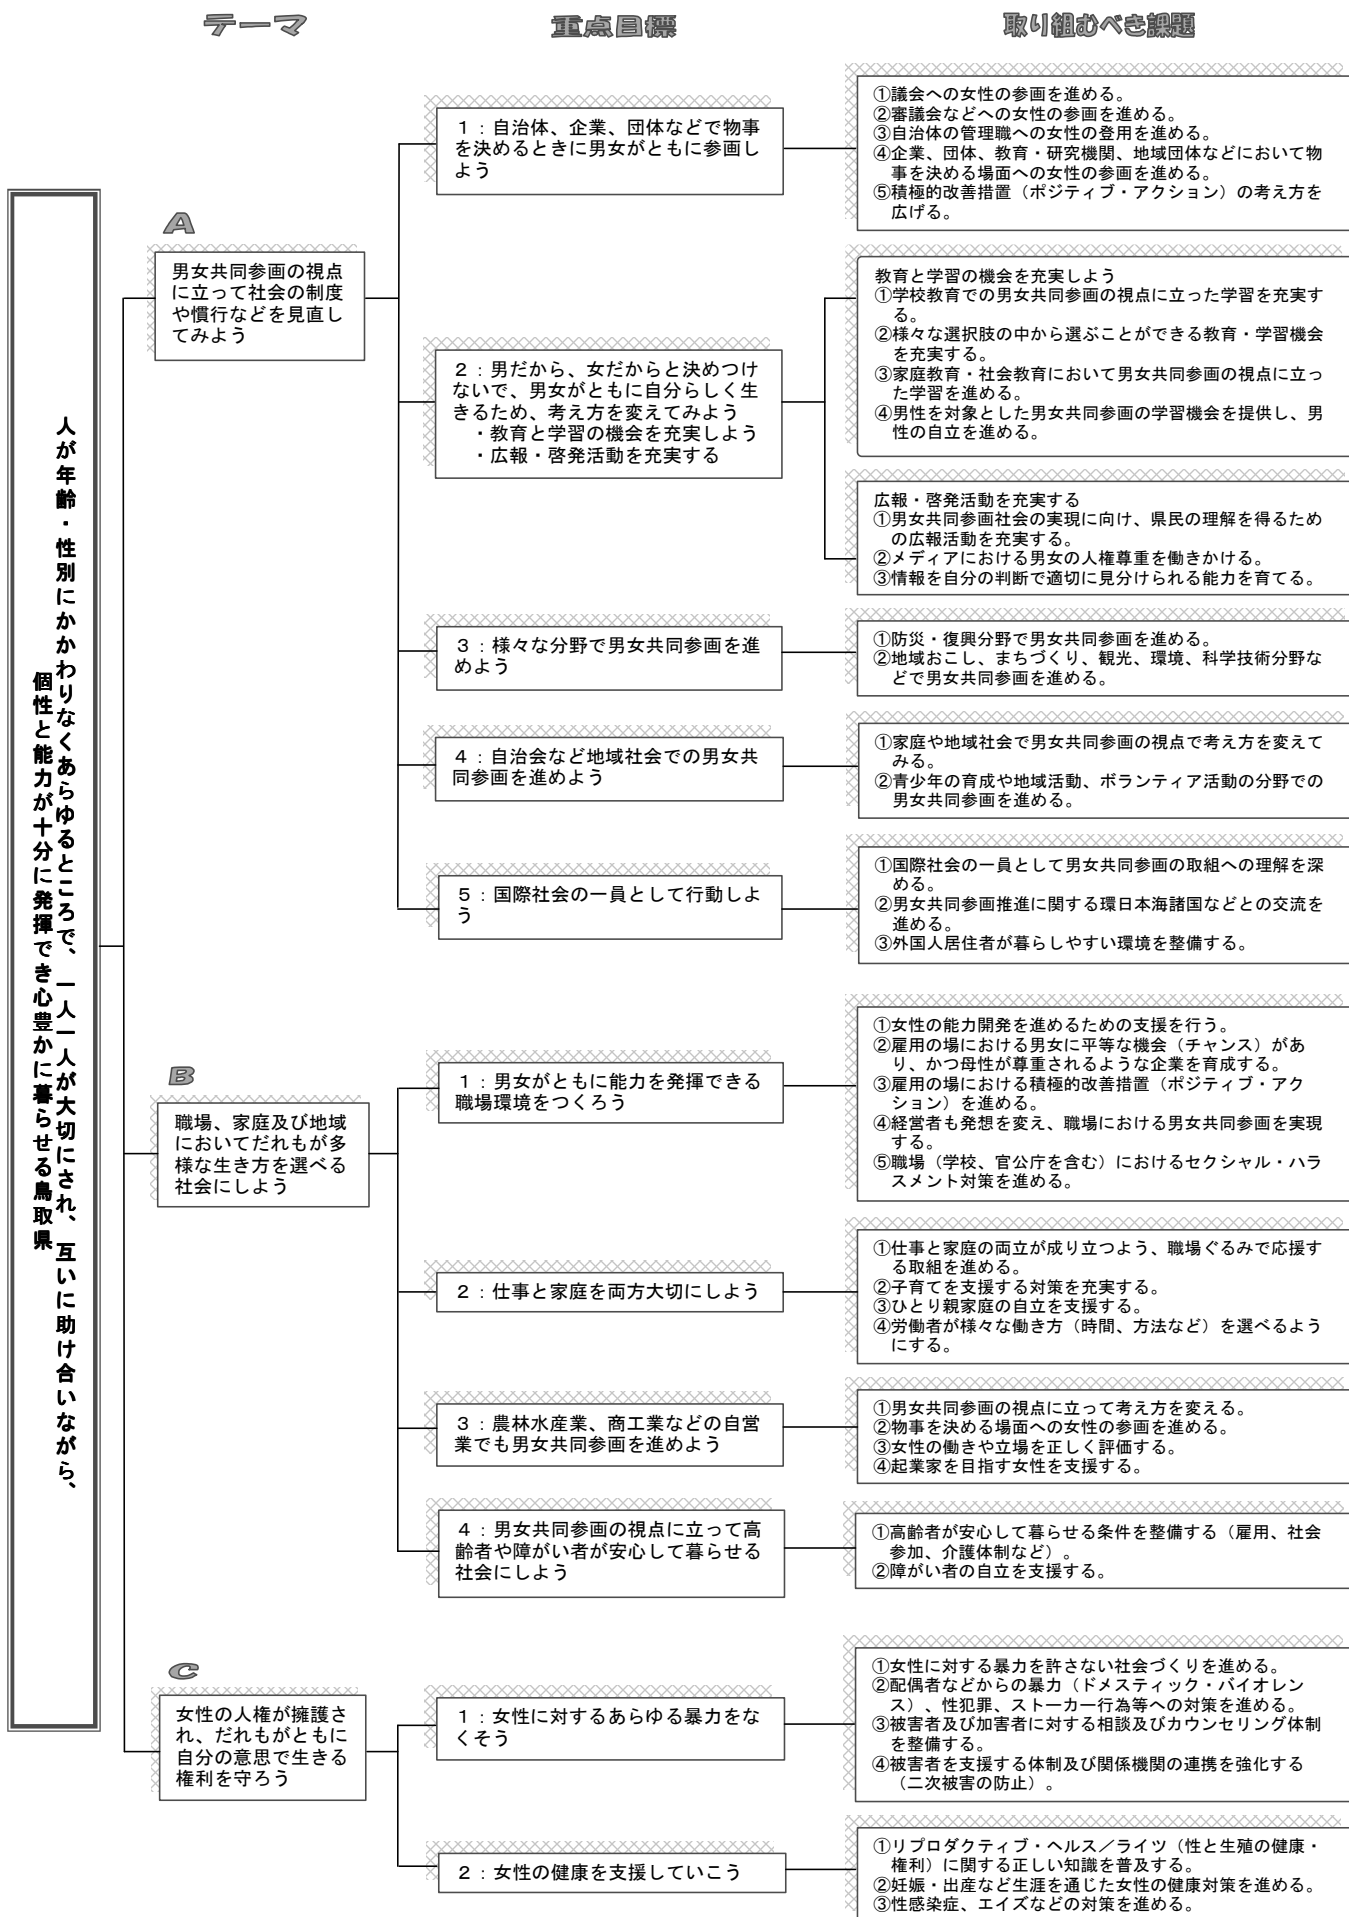 テーマ
重点目標
取り組むべき課題
人が年齢・性別にかかわりなくあらゆるところで、一人一人が大切にされ、互いに助け合いながら、
個性と能力が十分に発揮でき心豊かに暮らせる鳥取県
A
男女共同参画の視点
に立って社会の制度
や慣行などを見直し
てみよう
1：自治体、企業、団体などで物事
を決めるときに男女がともに参画し
よう
①議会への女性の参画を進める。
②審議会などへの女性の参画を進める。
③自治体の管理職への女性の登用を進める。
④企業、団体、教育・研究機関、地域団体などにおいて物
事を決める場面への女性の参画を進める。
⑤積極的改善措置（ポジティブ・アクション）の考え方を
広げる。
2：男だから、女だからと決めつけ
ないで、男女がともに自分らしく生
きるため、考え方を変えてみよう
・教育と学習の機会を充実しよう
・広報・啓発活動を充実する
教育と学習の機会を充実しよう
①学校教育での男女共同参画の視点に立った学習を充実す
る。
②様々な選択肢の中から選ぶことができる教育・学習機会
を充実する。
③家庭教育・社会教育において男女共同参画の視点に立っ
た学習を進める。
④男性を対象とした男女共同参画の学習機会を提供し、男
性の自立を進める。
広報・啓発活動を充実する
①男女共同参画社会の実現に向け、県民の理解を得るため
の広報活動を充実する。
②メディアにおける男女の人権尊重を働きかける。
③情報を自分の判断で適切に見分けられる能力を育てる。
3：様々な分野で男女共同参画を進
めよう
①防災・復興分野で男女共同参画を進める。
②地域おこし、まちづくり、観光、環境、科学技術分野な
どで男女共同参画を進める。
4：自治会など地域社会での男女共
同参画を進めよう
①家庭や地域社会で男女共同参画の視点で考え方を変えて
みる。
②青少年の育成や地域活動、ボランティア活動の分野での
男女共同参画を進める。
5：国際社会の一員として行動しよ
う
①国際社会の一員として男女共同参画の取組への理解を深
める。
②男女共同参画推進に関する環日本海諸国などとの交流を
進める。
③外国人居住者が暮らしやすい環境を整備する。
B
職場、家庭及び地域
においてだれもが多
様な生き方を選べる
社会にしよう
1：男女がともに能力を発揮できる
職場環境をつくろう
①女性の能力開発を進めるための支援を行う。
②雇用の場における男女に平等な機会（チャンス）があ
り、かつ母性が尊重されるような企業を育成する。
③雇用の場における積極的改善措置（ポジティブ・アク
ション）を進める。
④経営者も発想を変え、職場における男女共同参画を実現
する。
⑤職場（学校、官公庁を含む）におけるセクシャル・ハラ
スメント対策を進める。
2：仕事と家庭を両方大切にしよう
①仕事と家庭の両立が成り立つよう、職場ぐるみで応援す
る取組を進める。
②子育てを支援する対策を充実する。
③ひとり親家庭の自立を支援する。
④労働者が様々な働き方（時間、方法など）を選べるよう
にする。
3：農林水産業、商工業などの自営
業でも男女共同参画を進めよう
①男女共同参画の視点に立って考え方を変える。
②物事を決める場面への女性の参画を進める。
③女性の働きや立場を正しく評価する。
④起業家を目指す女性を支援する。
4：男女共同参画の視点に立って高
齢者や障がい者が安心して暮らせる
社会にしよう
①高齢者が安心して暮らせる条件を整備する（雇用、社会
参加、介護体制など）。
②障がい者の自立を支援する。
C
女性の人権が擁護さ
れ、だれもがともに
自分の意思で生きる
権利を守ろう
1：女性に対するあらゆる暴力をな
くそう
①女性に対する暴力を許さない社会づくりを進める。
②配偶者などからの暴力（ドメスティック・バイオレン
ス）、性犯罪、ストーカー行為等への対策を進める。
③被害者及び加害者に対する相談及びカウンセリング体制
を整備する。
④被害者を支援する体制及び関係機関の連携を強化する
（二次被害の防止）。
2：女性の健康を支援していこう
①リプロダクティブ・ヘルス／ライツ（性と生殖の健康・
権利）に関する正しい知識を普及する。
②妊娠・出産など生涯を通じた女性の健康対策を進める。
③性感染症、エイズなどの対策を進める。